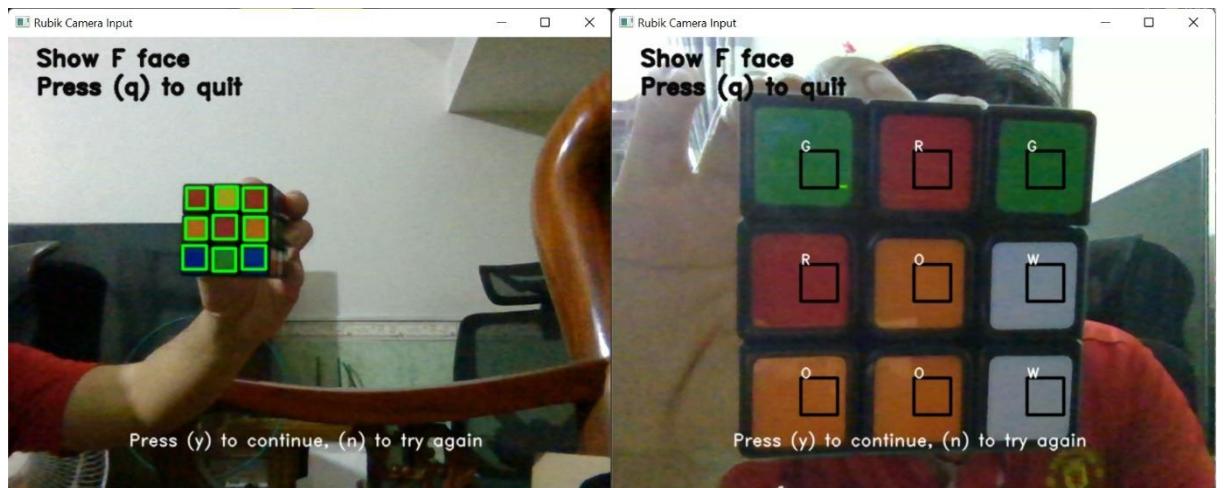 Rubik Camera Input
Show F face
Press (q) to quit
Press (y) to continue, (n) to try again
Rubik Camera Input
Show F face
Press (q) to quit
G R G
R O W
O O W
Press (y) to continue, (n) to try again